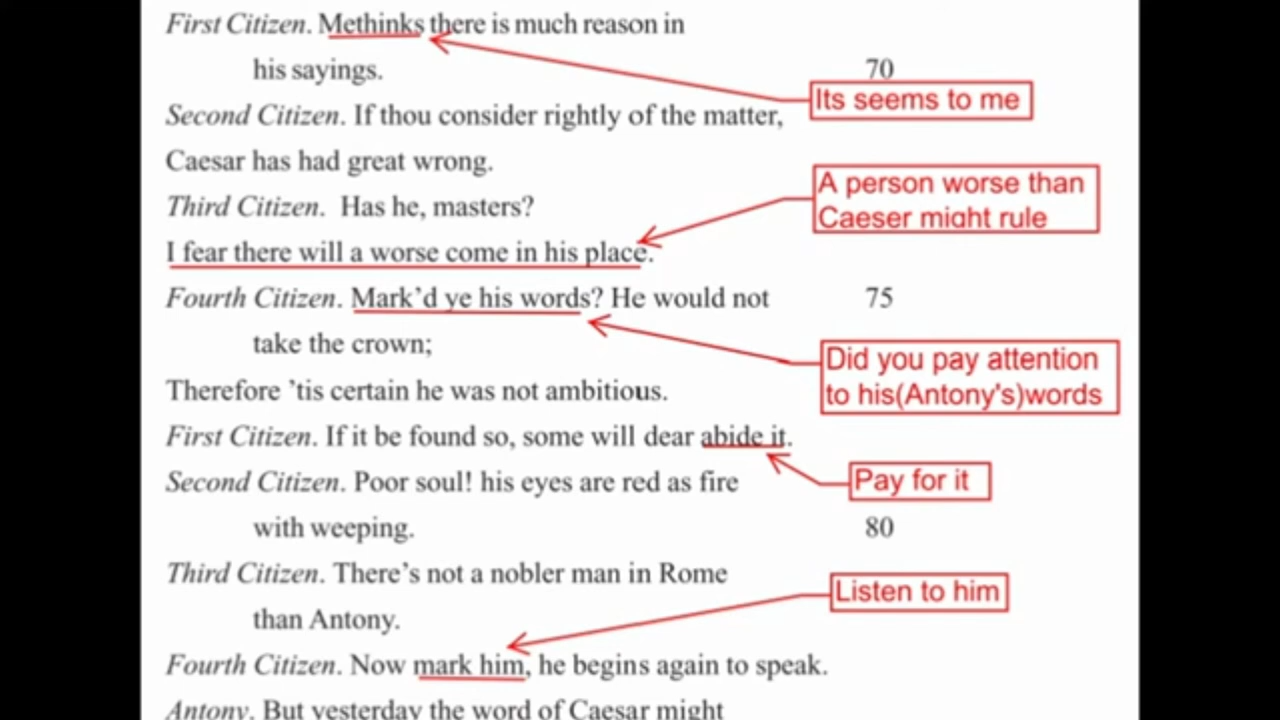 First Citizen. Methinks there is much reason in
his sayings. 70
Its seems to me
Second Citizen. If thou consider rightly of the matter,
Caesar has had great wrong.
A person worse than
Caeser might rule
Third Citizen. Has he, masters?
I fear there will a worse come in his place.
Fourth Citizen. Mark’d ye his words? He would not 75
take the crown;
Did you pay attention
to his(Antony's)words
Therefore ’tis certain he was not ambitious.
First Citizen. If it be found so, some will dear abide it.
Pay for it
Second Citizen. Poor soul! his eyes are red as fire
with weeping. 80
Third Citizen. There’s not a nobler man in Rome
than Antony.
Listen to him
Fourth Citizen. Now mark him, he begins again to speak.
Antony. But yesterday the word of Caesar might